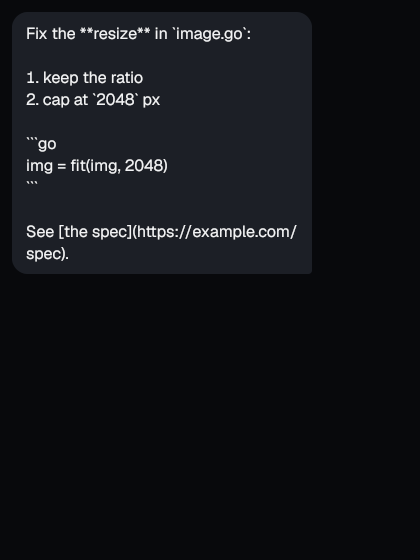 Fix the **resize** in `image.go`:
1. keep the ratio
2. cap at `2048` px
```go
img = fit(img, 2048)
```
See [the spec](https://example.com/
spec).